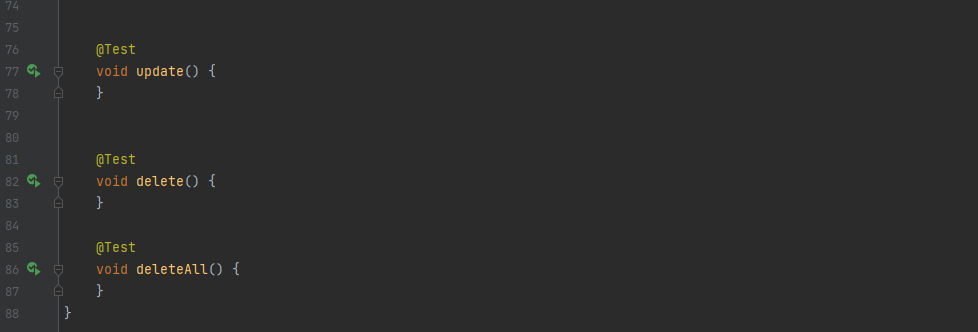 74
75
76 @Test
77 void update() {
78 }
79
80
81 @Test
82 void delete() {
83 }
84
85 @Test
86 void deleteAll() {
87 }
88 }